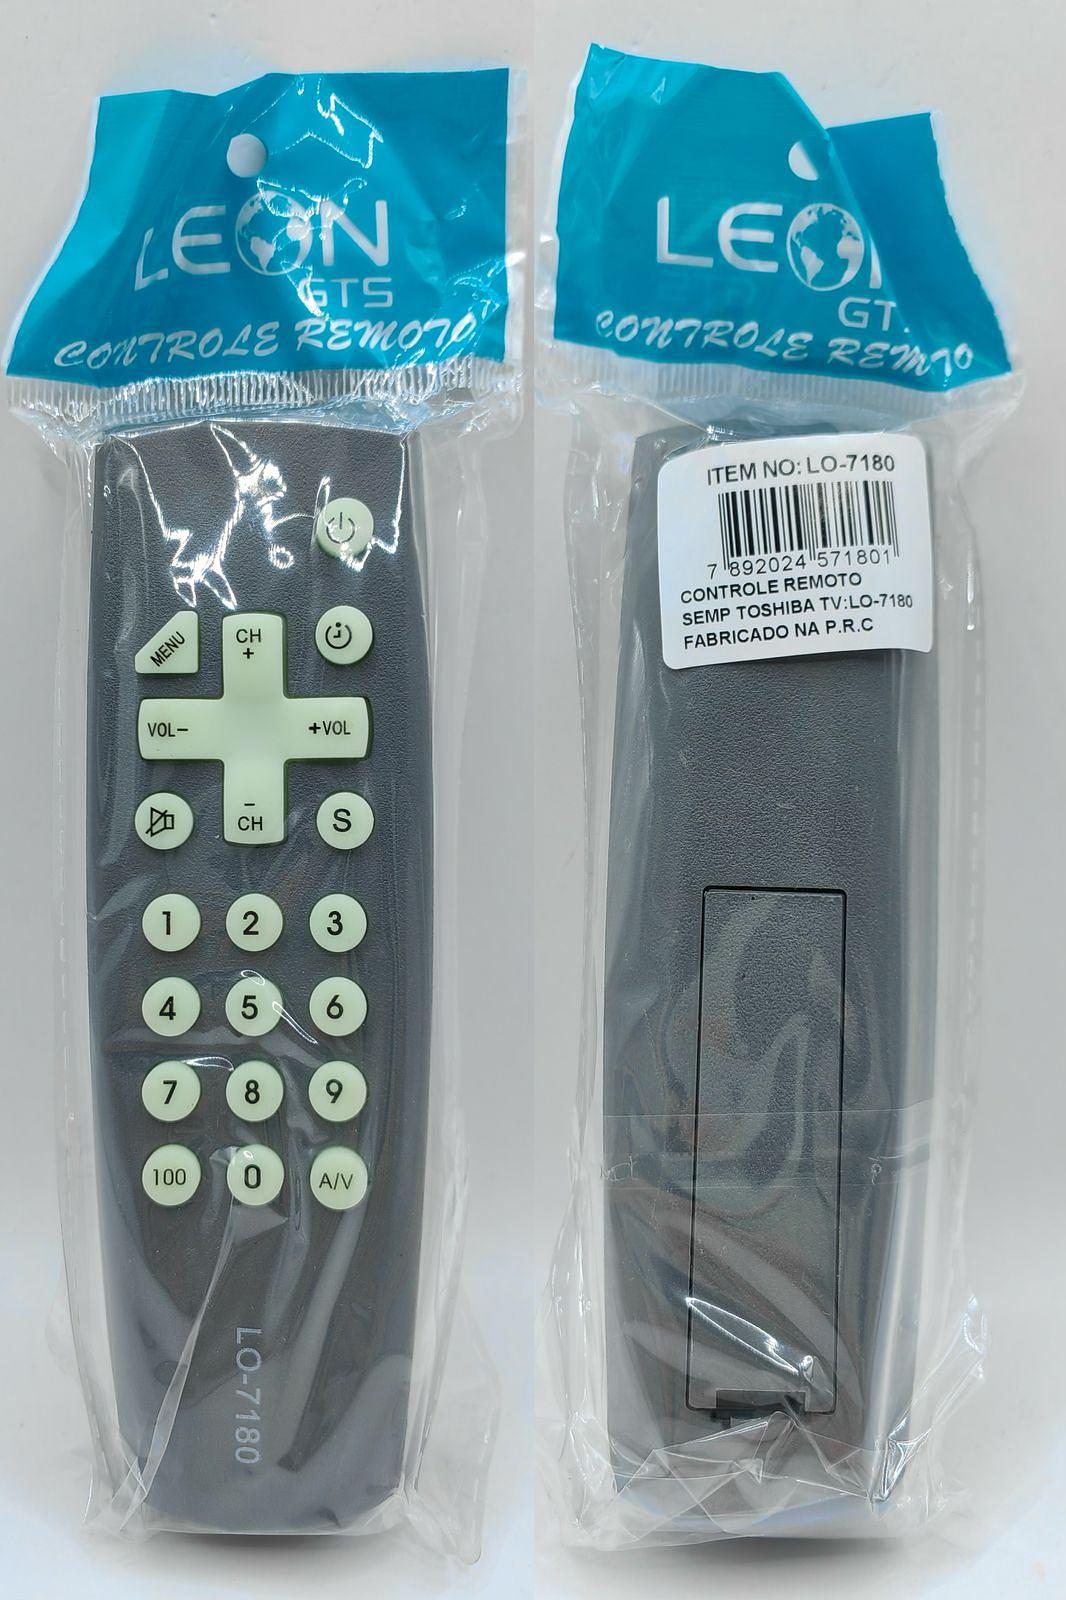 LEON
GTS
CONTROLE REMOTO
MENU
CH
+
VOL-
+VOL
-
CH
S
1 2 3
4 5 6
7 8 9
100 0 A/V
LO-7180
LEON
GT
CONTROLE REMOTO
ITEM NO: LO-7180
7 892024 571801
CONTROLE REMOTO
SEMP TOSHIBA TV:LO-7180
FABRICADO NA P.R.C